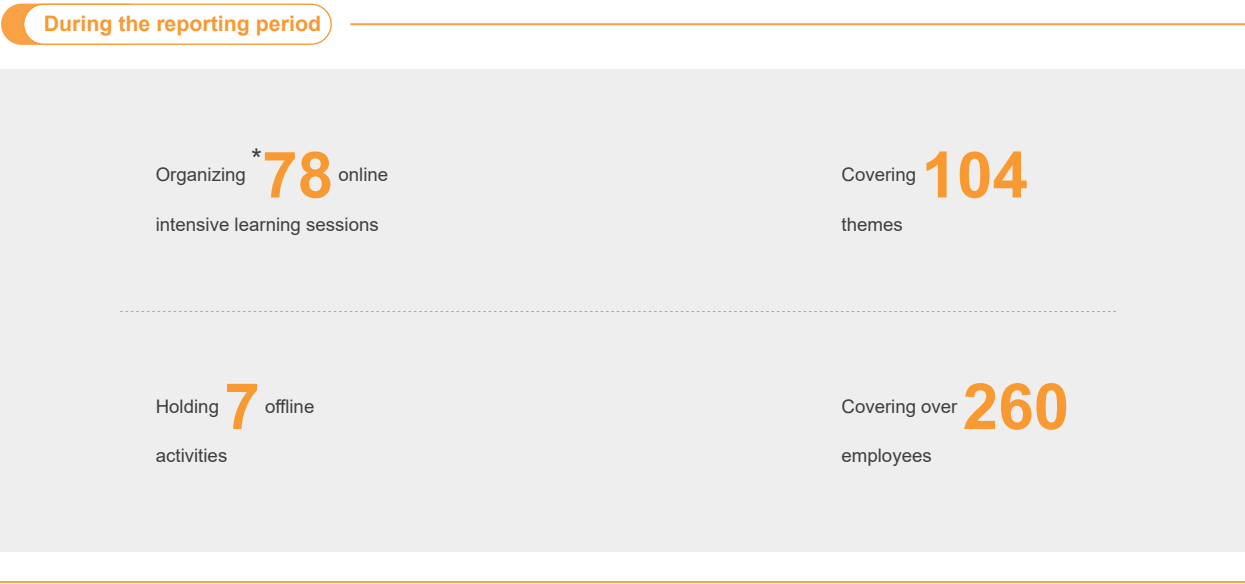 During the reporting period
Organizing *78 online
intensive learning sessions
Covering 104
themes
Holding 7 offline
activities
Covering over 260
employees